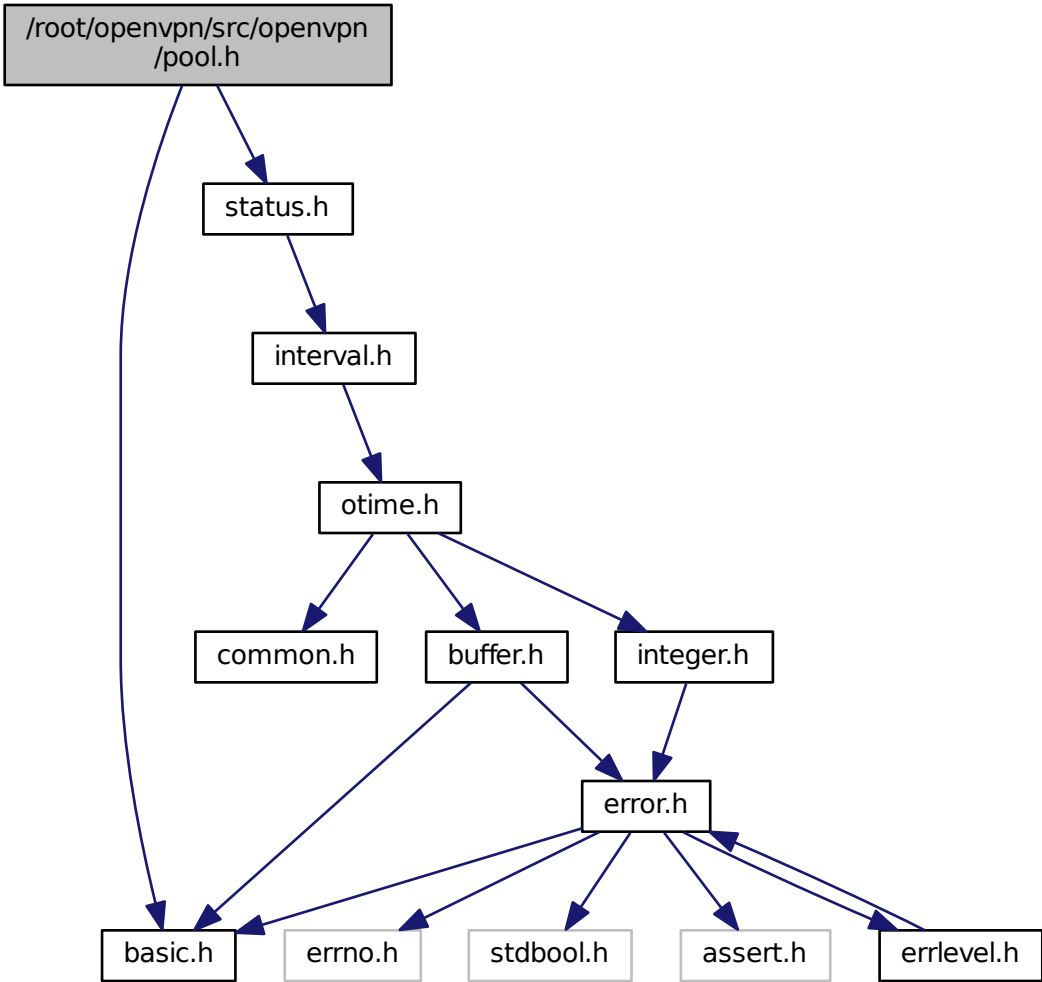 /root/openvpn/src/openvpn
/pool.h
status.h
interval.h
otime.h
common.h
buffer.h
integer.h
error.h
basic.h
errno.h
stdbool.h
assert.h
errlevel.h